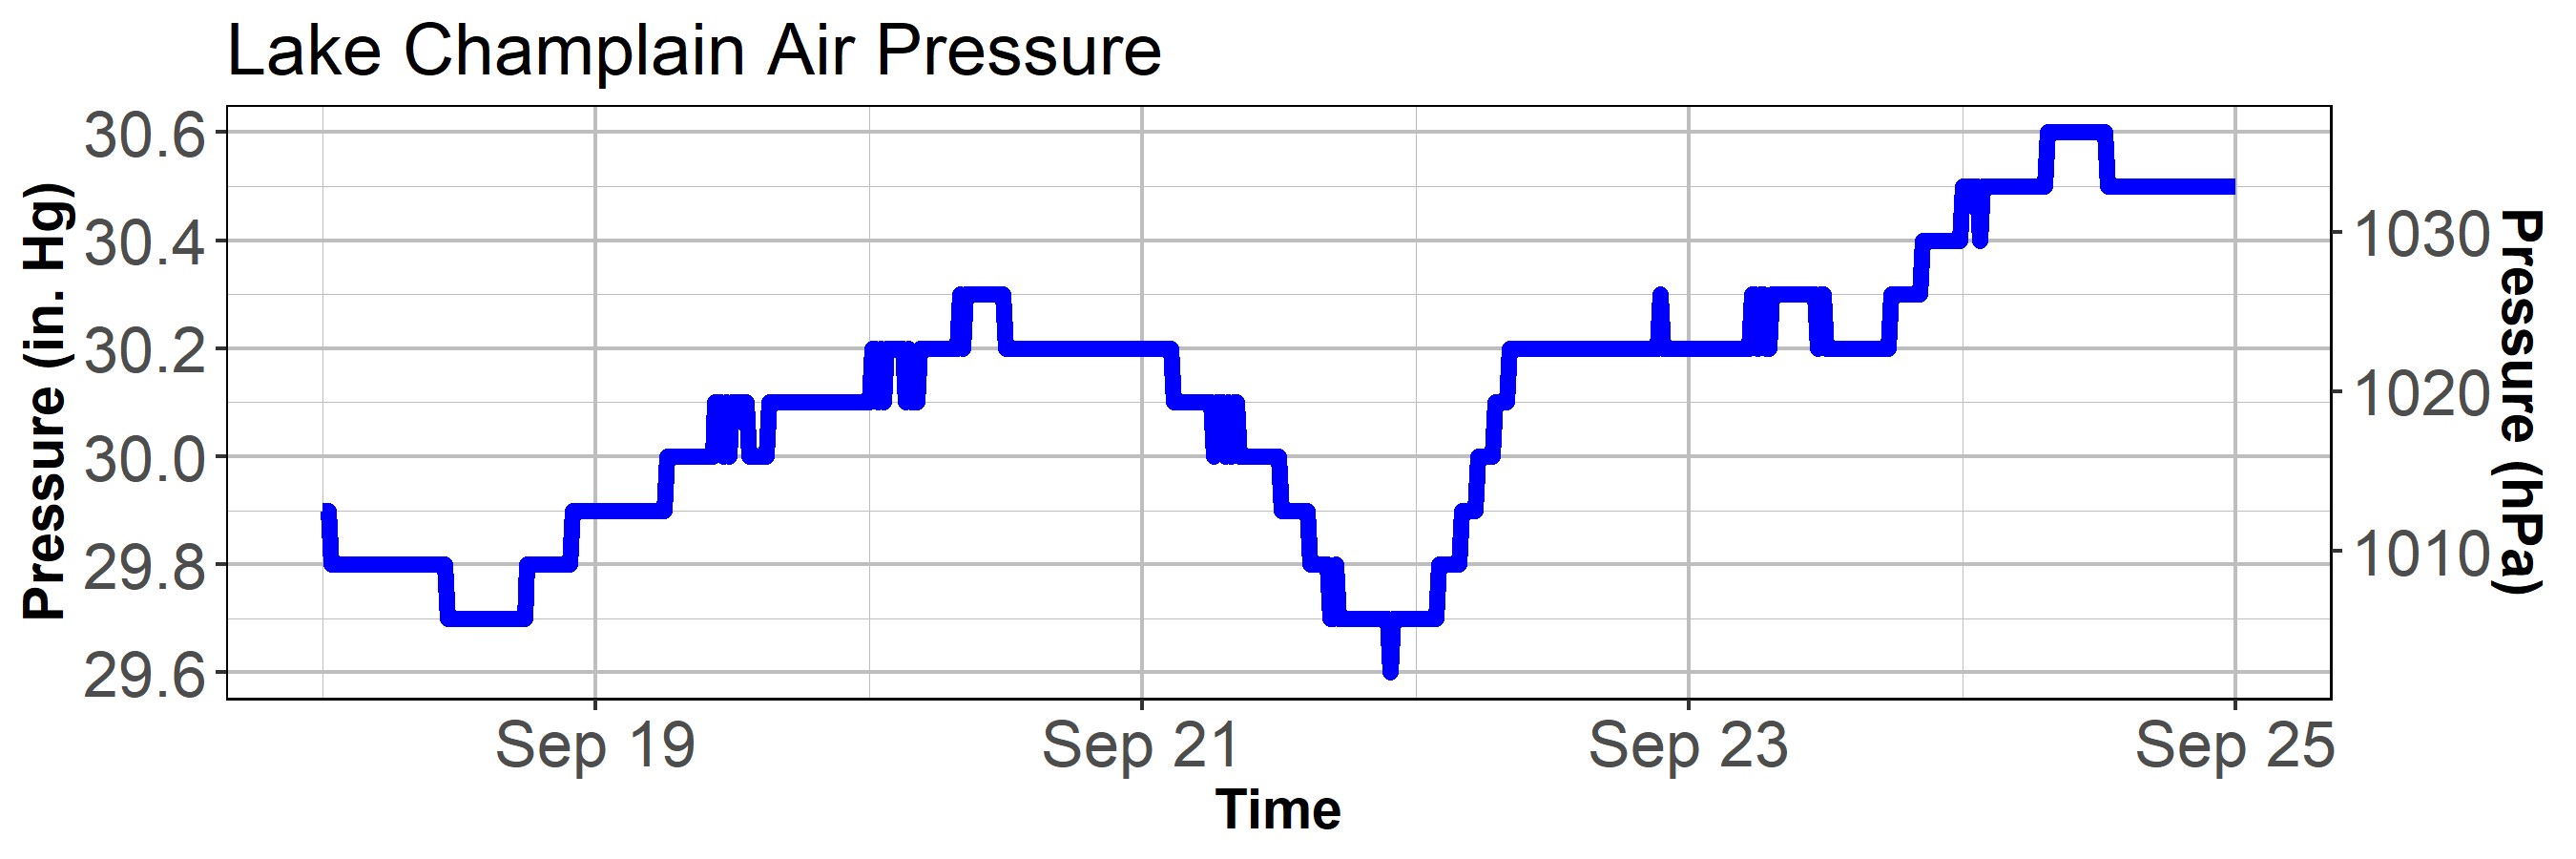 Lake Champlain Air Pressure
Pressure (in. Hg)
30.6
30.4
30.2
30.0
29.8
29.6
1030
1020
1010
Pressure (hPa)
Sep 19
Sep 21
Sep 23
Sep 25
Time